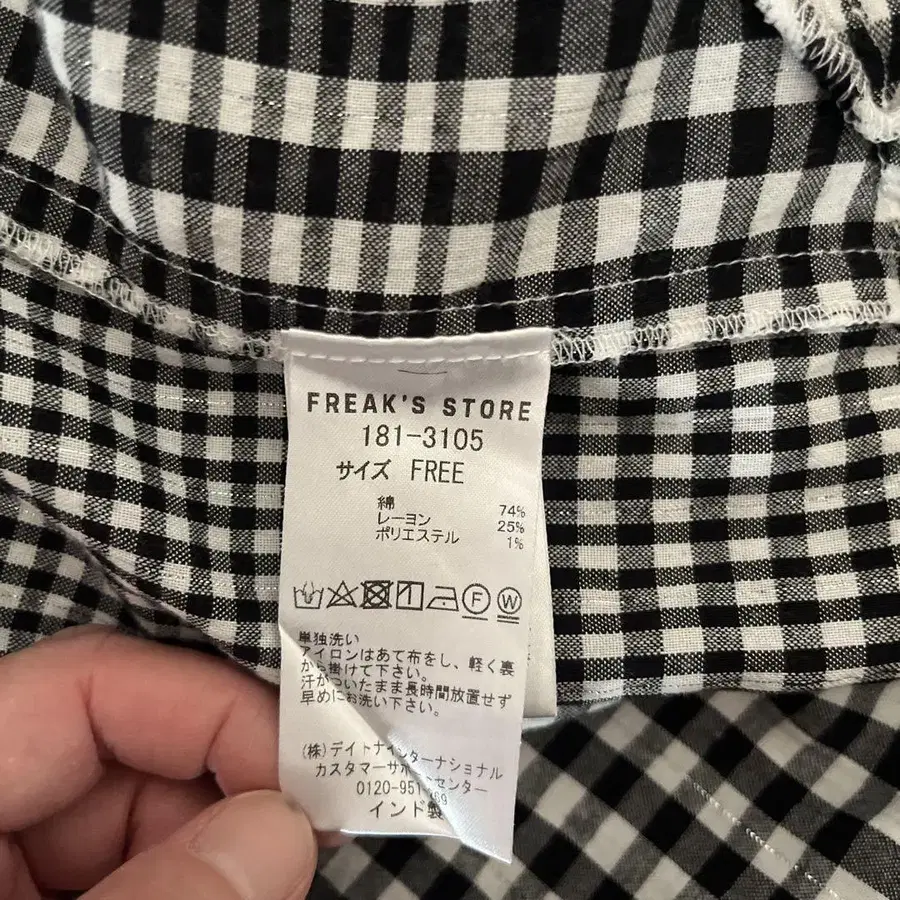 FREAK'S STORE
181-3105
サイズ FREE
綿 74%
レーヨン 25%
ポリエステル 1%
F W
単独洗い
アイロンはあて布をし、軽く裏
から掛けて下さい。
汗がついたまま長時間放置せず
早めにお洗い下さい。
(株)デイトナインターナショナル
カスタマーサポートセンター
0120-951
インド製